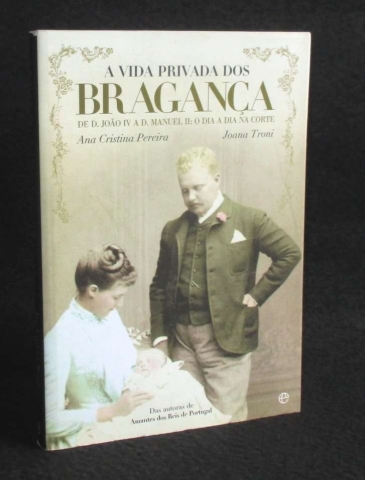 A VIDA PRIVADA DOS
BRAGANÇA
DE D. JOÃO IV A D. MANUEL II: O DIA A DIA NA CORTE
Ana Cristina Pereira Joana Troni
Das autoras de
Amantes dos Reis de Portugal